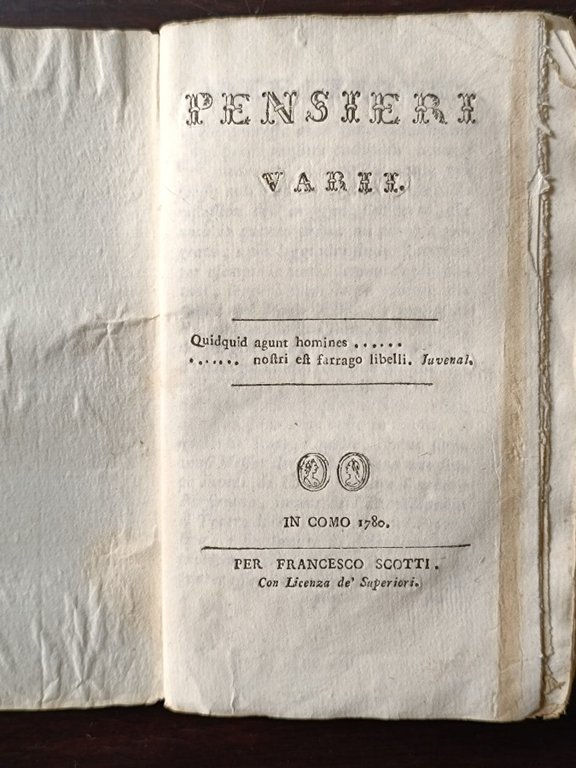 PENSIERI
VARII.
Quidquid agunt homines ......
....... noſtri eſt farrago libelli. Juvenal.
IN COMO 1780.
PER FRANCESCO SCOTTI.
Con Licenza de' Superiori.